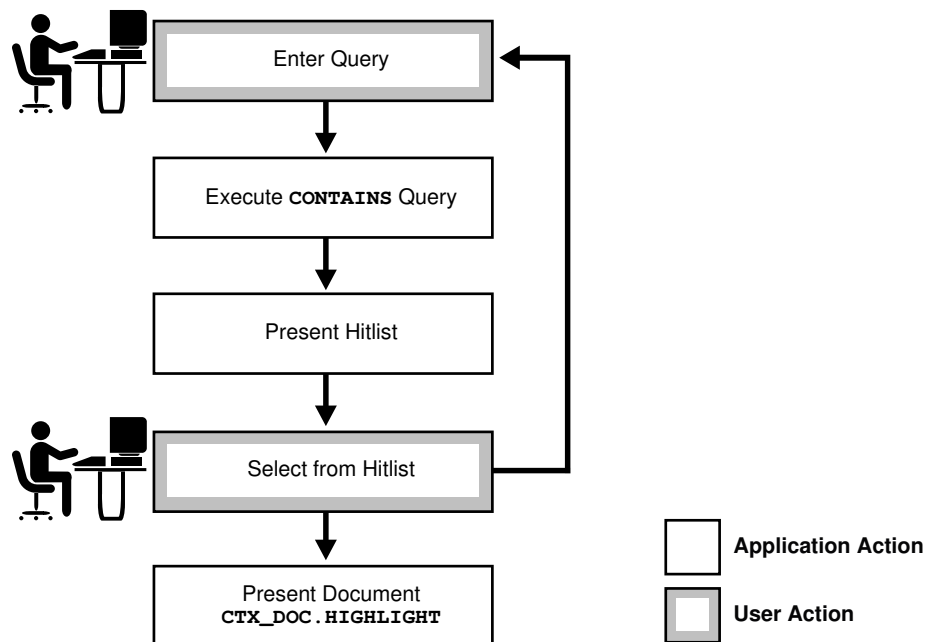 Enter Query
Execute CONTAINS Query
Present Hitlist
Select from Hitlist
Present Document
CTX_DOC.HIGHLIGHT
Application Action
User Action